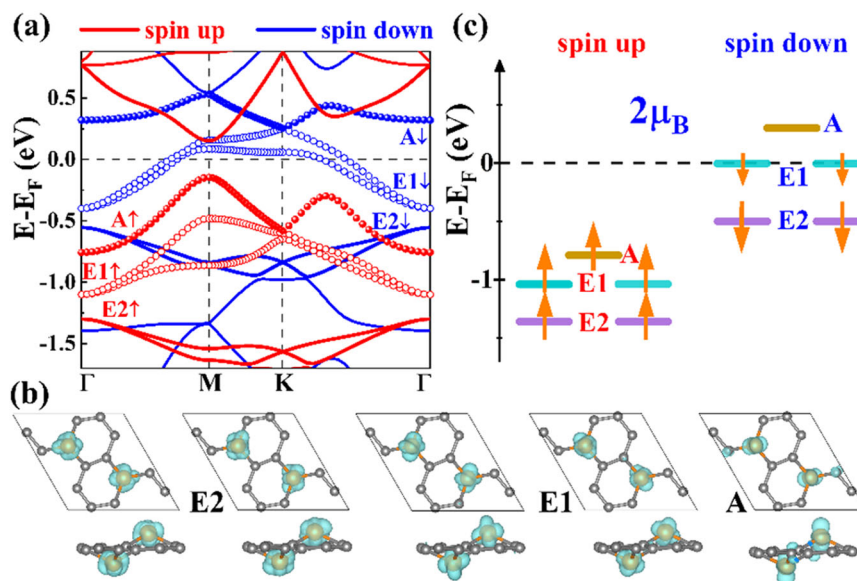 (a)
spin up
spin down
E-E_F (eV)
0.5
0.0
-0.5
-1.0
-1.5
A↓
E1↓
E2↓
A↑
E1↑
E2↑
Γ
M
K
Γ
(c)
spin up
spin down
E-E_F (eV)
2μ_B
0
-1
A
E1
E2
A
E1
E2
(b)
E2
E1
A